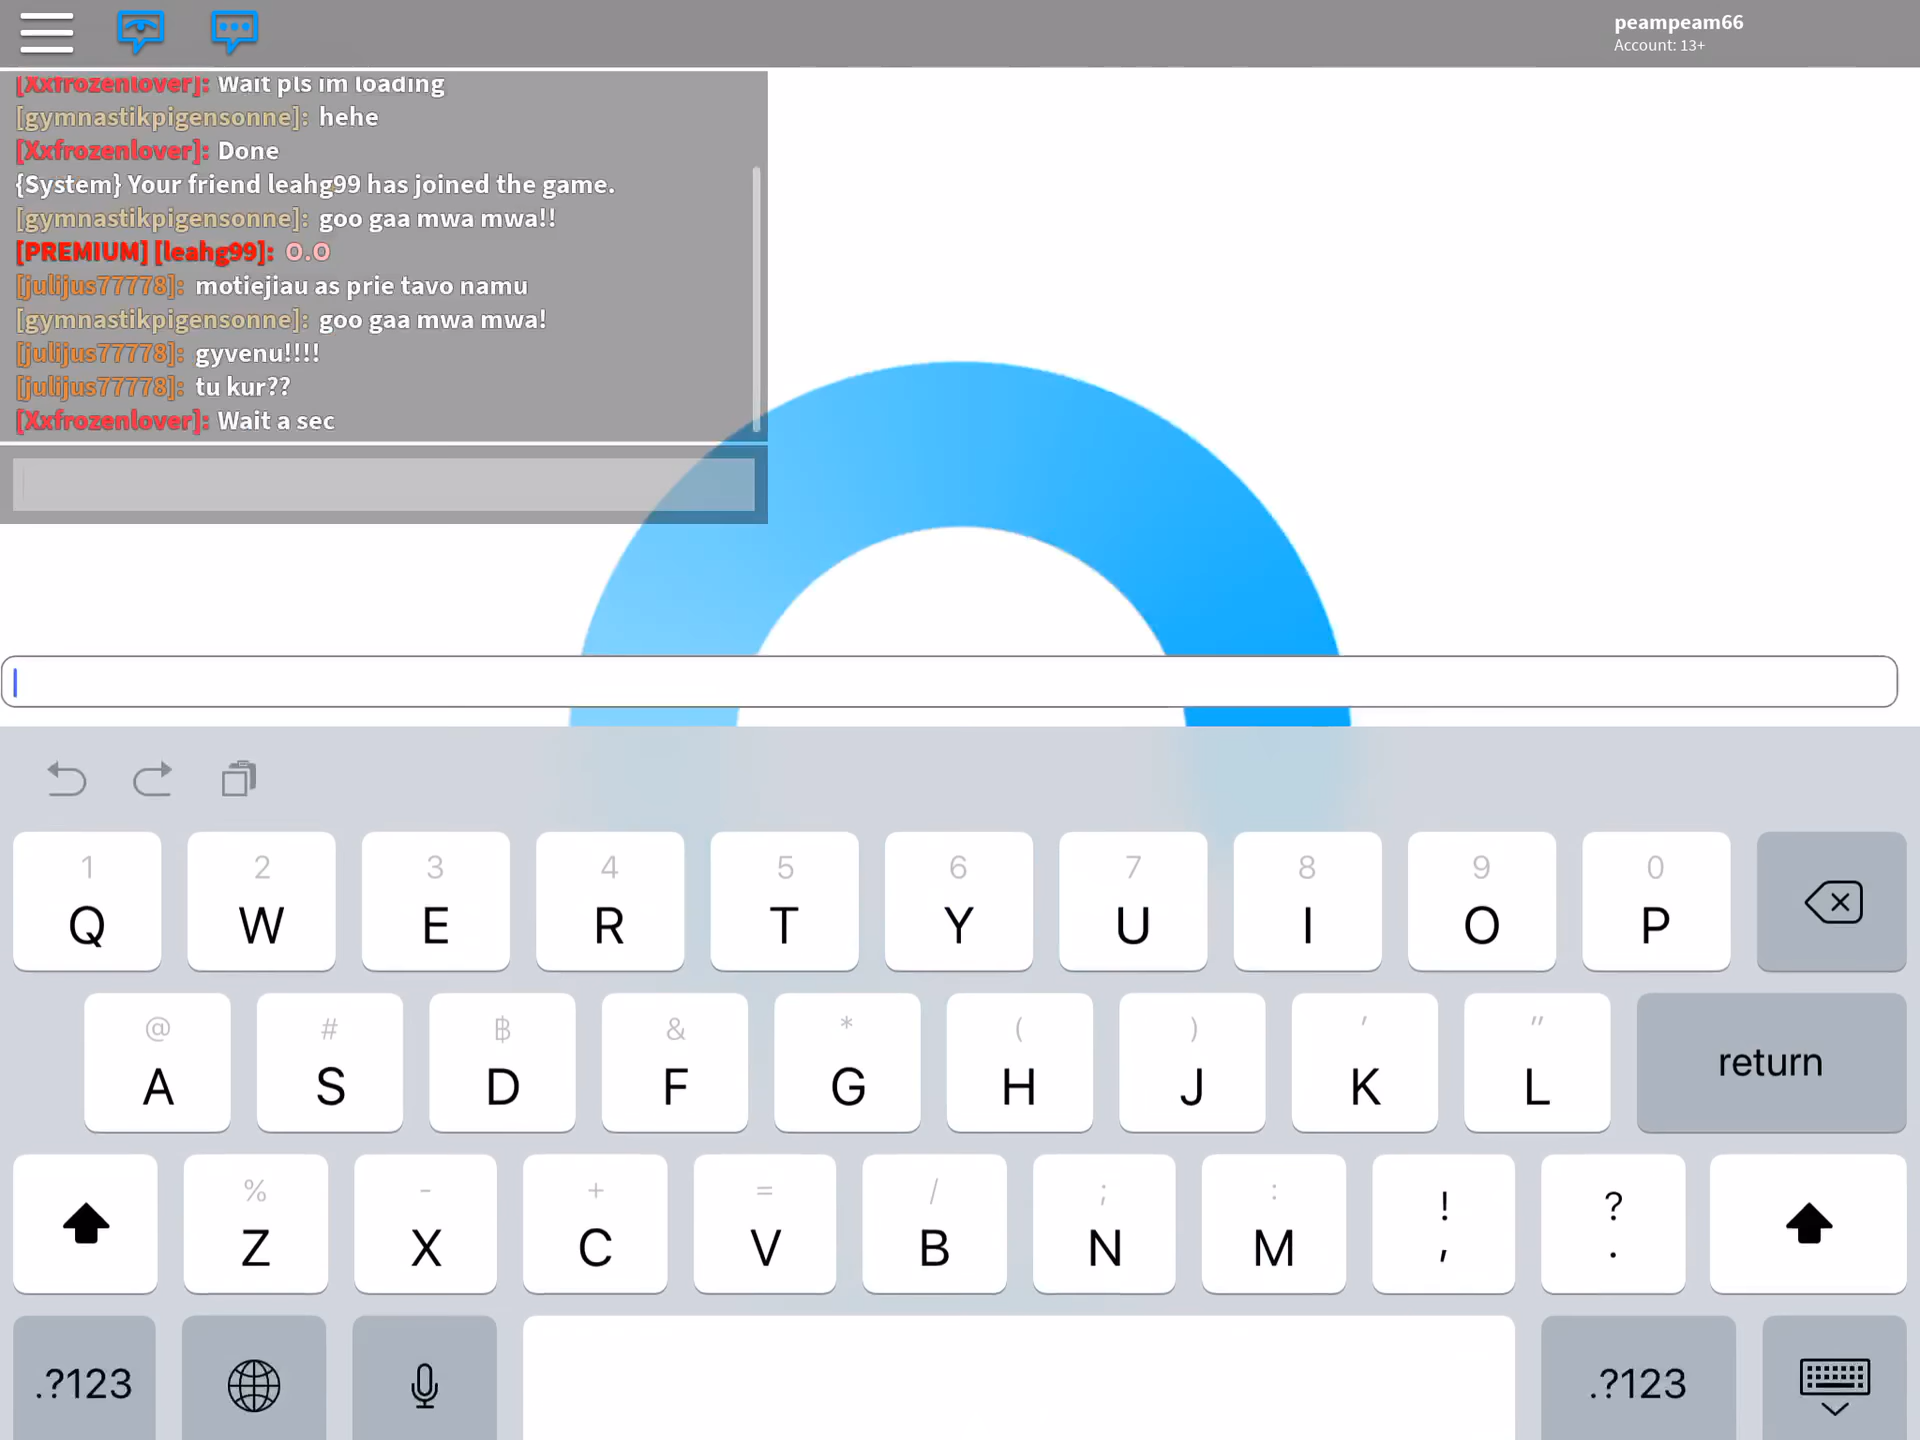 peampeam66
Account: 13+
[Xxfrozenlover]: Wait pls im loading
[gymnastikpigensonne]: hehe
[Xxfrozenlover]: Done
{System} Your friend leahg99 has joined the game.
[gymnastikpigensonne]: goo gaa mwa mwa!!
[PREMIUM] [leahg99]: O.O
[julijus77778]: motiejiau as prie tavo namu
[gymnastikpigensonne]: goo gaa mwa mwa!
[julijus77778]: gyvenu!!!!
[julijus77778]: tu kur??
[Xxfrozenlover]: Wait a sec
1 2 3 4 5 6 7 8 9 0
Q W E R T Y U I O P
@ # ฿ & * ( ) ' "
A S D F G H J K L return
% - + = / ; : ! ?
Z X C V B N M , .
.?123 .?123